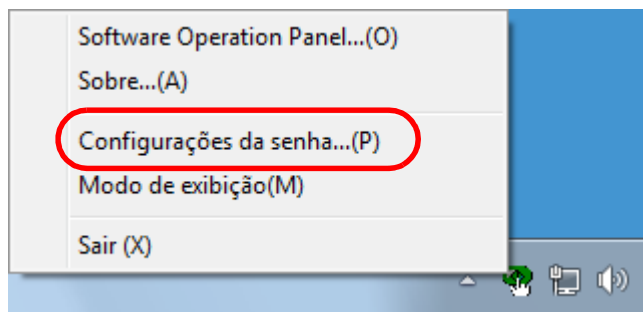 Software Operation Panel...(O)
Sobre...(A)
Configurações da senha...(P)
Modo de exibição(M)
Sair (X)